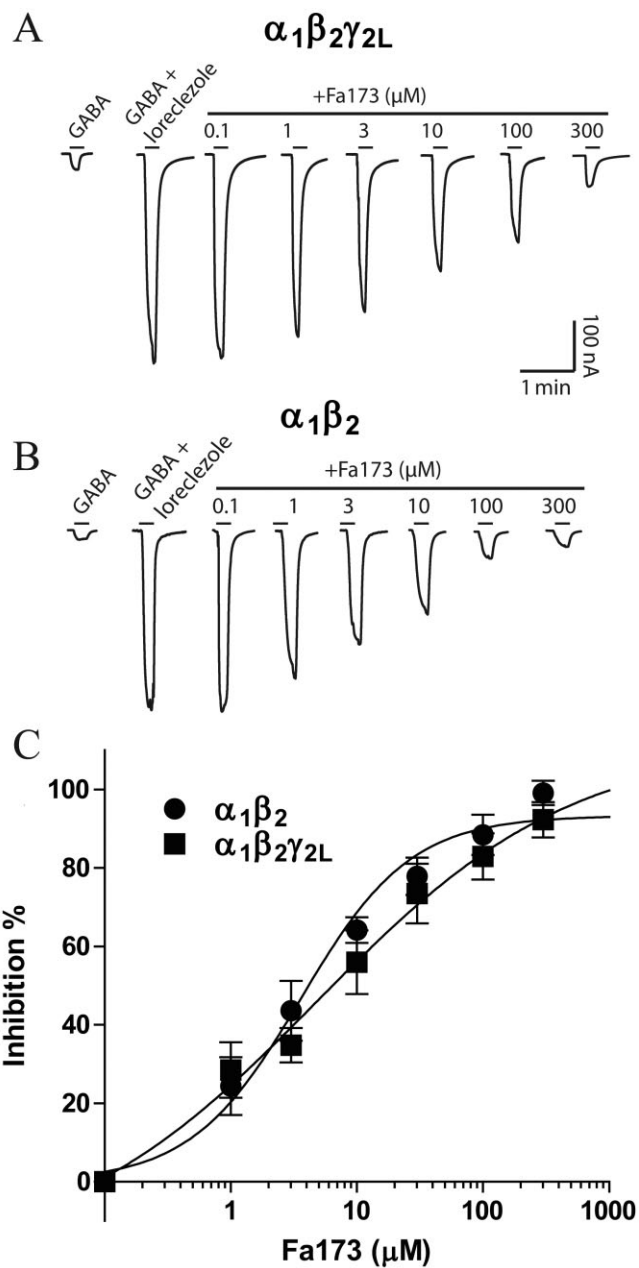 A
α1β2γ2L
GABA
GABA +
loreclezole
+Fa173 (μM)
0.1 1 3 10 100 300
100 nA
1 min
α1β2
B
GABA
GABA +
loreclezole
+Fa173 (μM)
0.1 1 3 10 100 300
C
100
80
60
40
20
0
Inhibition %
α1β2
α1β2γ2L
1 10 100 1000
Fa173 (μM)